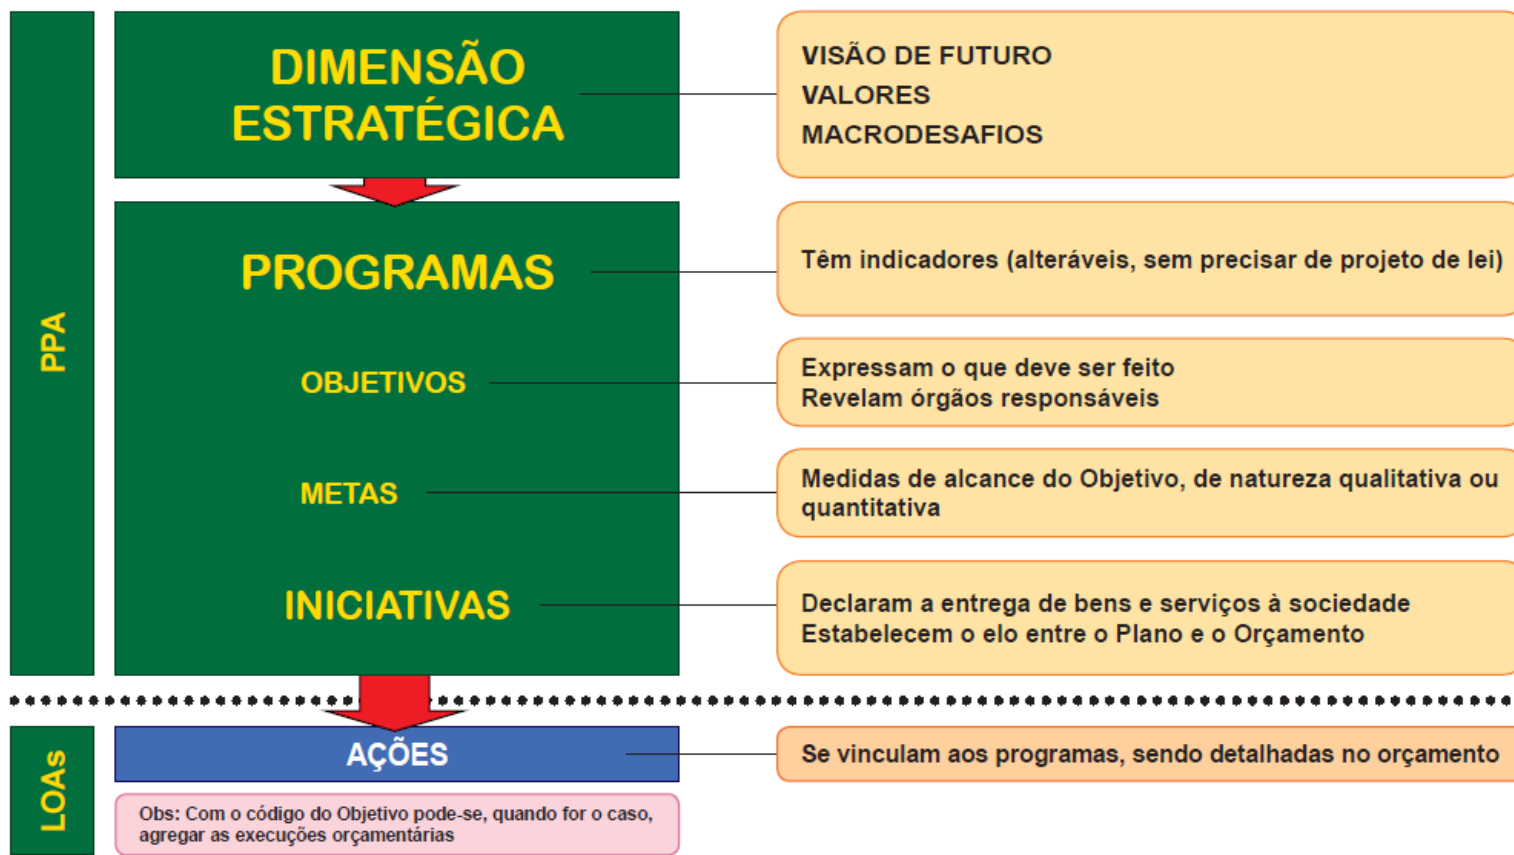 PPA
DIMENSÃO
ESTRATÉGICA
VISÃO DE FUTURO
VALORES
MACRODESAFIOS
PROGRAMAS
Têm indicadores (alteráveis, sem precisar de projeto de lei)
OBJETIVOS
Expressam o que deve ser feito
Revelam órgãos responsáveis
METAS
Medidas de alcance do Objetivo, de natureza qualitativa ou
quantitativa
INICIATIVAS
Declaram a entrega de bens e serviços à sociedade
Estabelecem o elo entre o Plano e o Orçamento
LOAs
AÇÕES
Se vinculam aos programas, sendo detalhadas no orçamento
Obs: Com o código do Objetivo pode-se, quando for o caso,
agregar as execuções orçamentárias